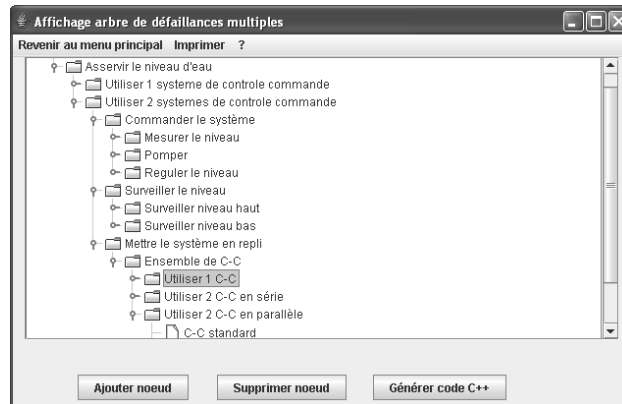 Affichage arbre de défaillances multiples
Revenir au menu principal Imprimer ?
Asservir le niveau d'eau
Utiliser 1 systeme de controle commande
Utiliser 2 systemes de controle commande
Commander le système
Mesurer le niveau
Pomper
Reguler le niveau
Surveiller le niveau
Surveiller niveau haut
Surveiller niveau bas
Mettre le système en repli
Ensemble de C-C
Utiliser 1 C-C
Utiliser 2 C-C en série
Utiliser 2 C-C en parallèle
C-C standard
Ajouter noeud Supprimer noeud Générer code C++